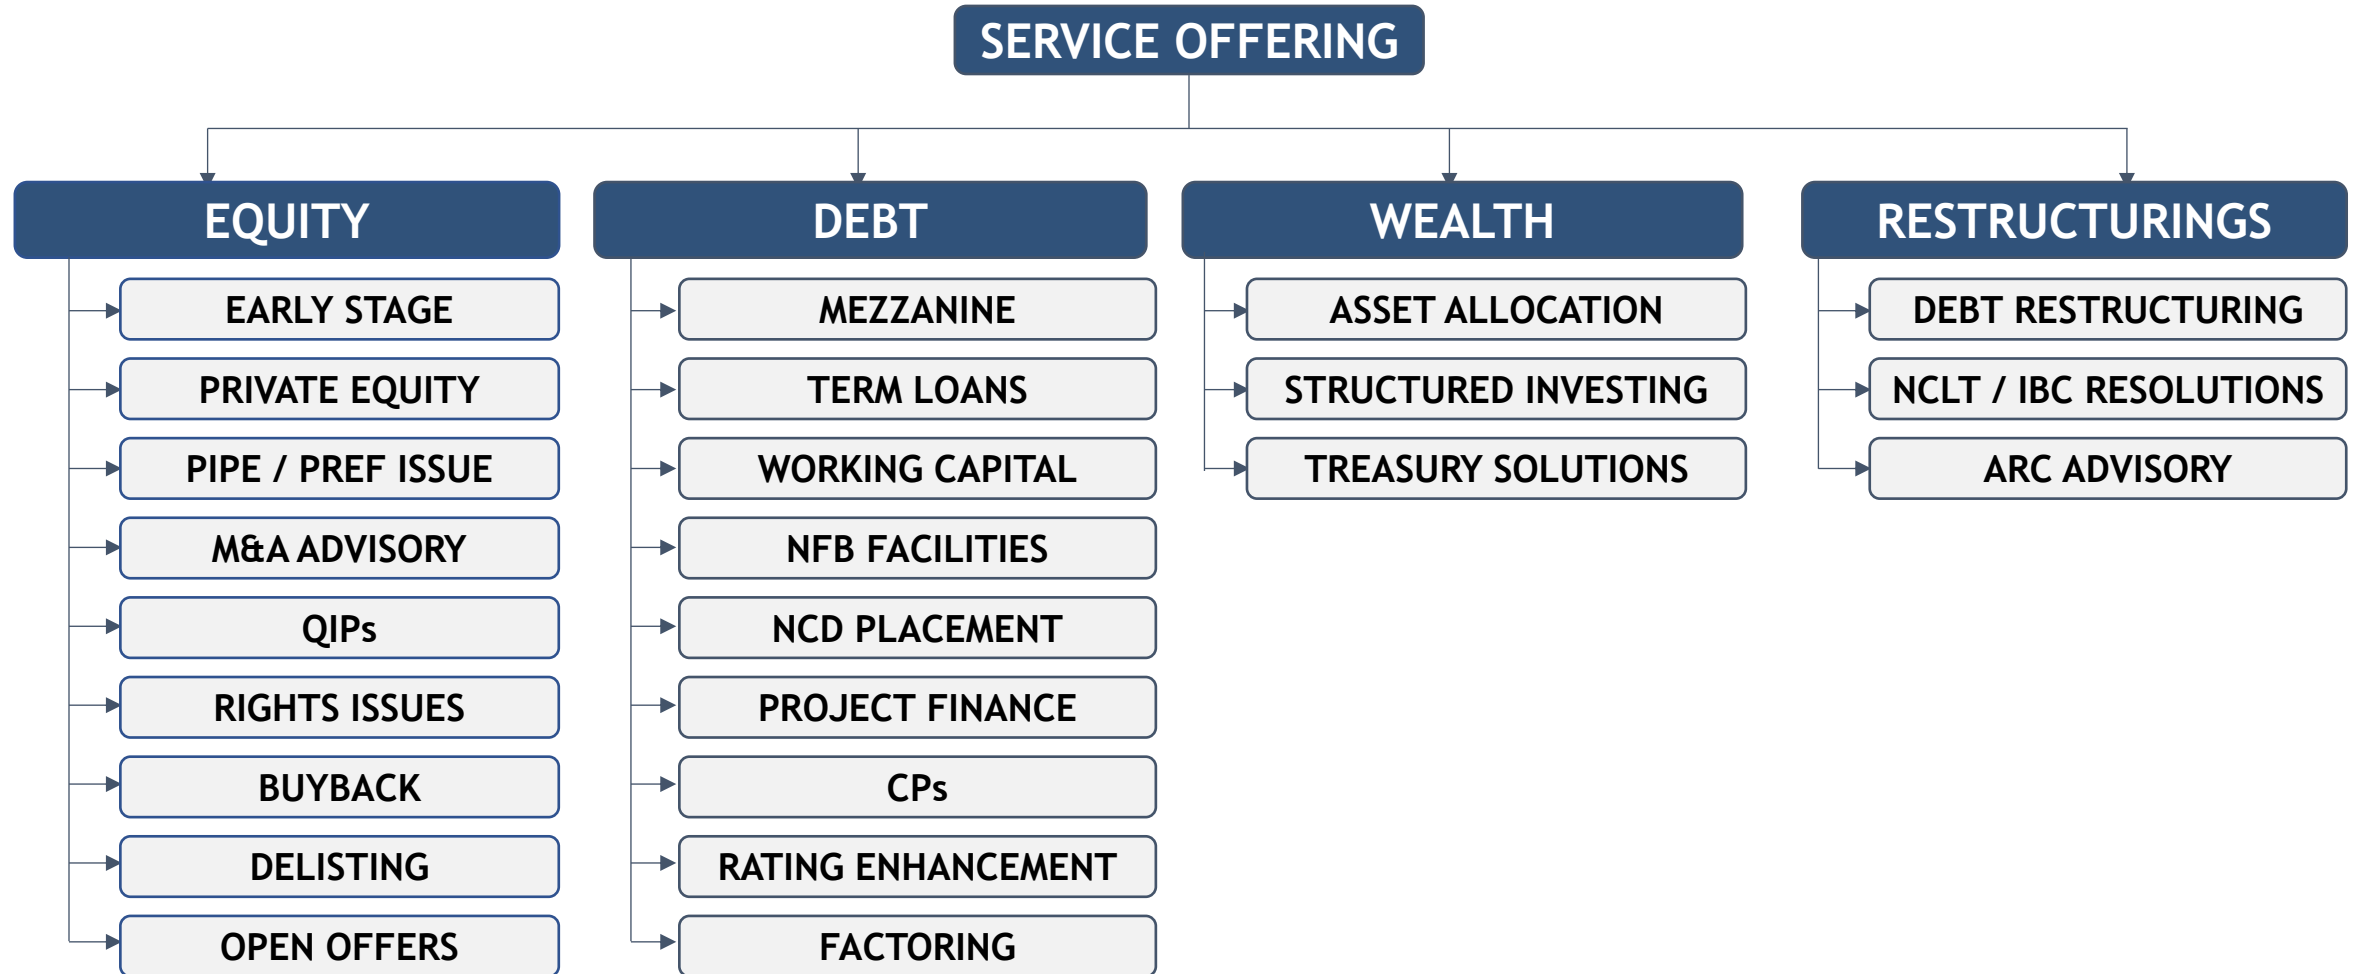 SERVICE OFFERING
EQUITY
EARLY STAGE
PRIVATE EQUITY
PIPE / PREF ISSUE
M&A ADVISORY
QIPs
RIGHTS ISSUES
BUYBACK
DELISTING
OPEN OFFERS
DEBT
MEZZANINE
TERM LOANS
WORKING CAPITAL
NFB FACILITIES
NCD PLACEMENT
PROJECT FINANCE
CPs
RATING ENHANCEMENT
FACTORING
WEALTH
ASSET ALLOCATION
STRUCTURED INVESTING
TREASURY SOLUTIONS
RESTRUCTURINGS
DEBT RESTRUCTURING
NCLT / IBC RESOLUTIONS
ARC ADVISORY